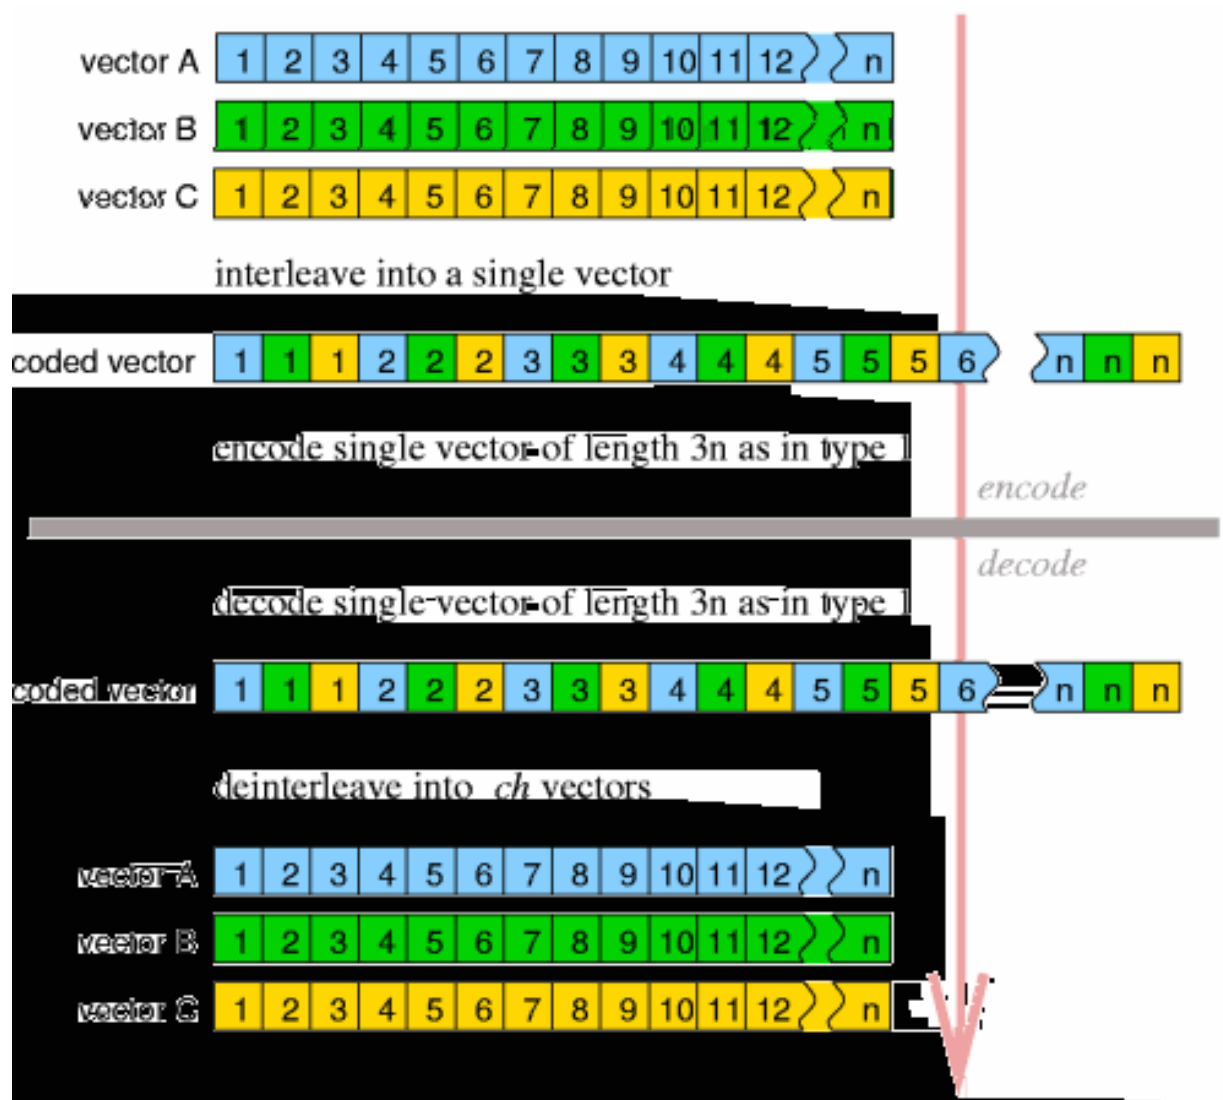 vector A 1 2 3 4 5 6 7 8 9 10 11 12 n
vector B 1 2 3 4 5 6 7 8 9 10 11 12 n
vector C 1 2 3 4 5 6 7 8 9 10 11 12 n
interleave into a single vector
coded vector 1 1 1 2 2 2 3 3 3 4 4 4 5 5 5 6 n n n
encode single vector of length 3n as in type 1
encode
decode
decode single vector of length 3n as in type 1
coded vector 1 1 1 2 2 2 3 3 3 4 4 4 5 5 5 6 n n n
deinterleave into ch vectors
vector A 1 2 3 4 5 6 7 8 9 10 11 12 n
vector B 1 2 3 4 5 6 7 8 9 10 11 12 n
vector C 1 2 3 4 5 6 7 8 9 10 11 12 n